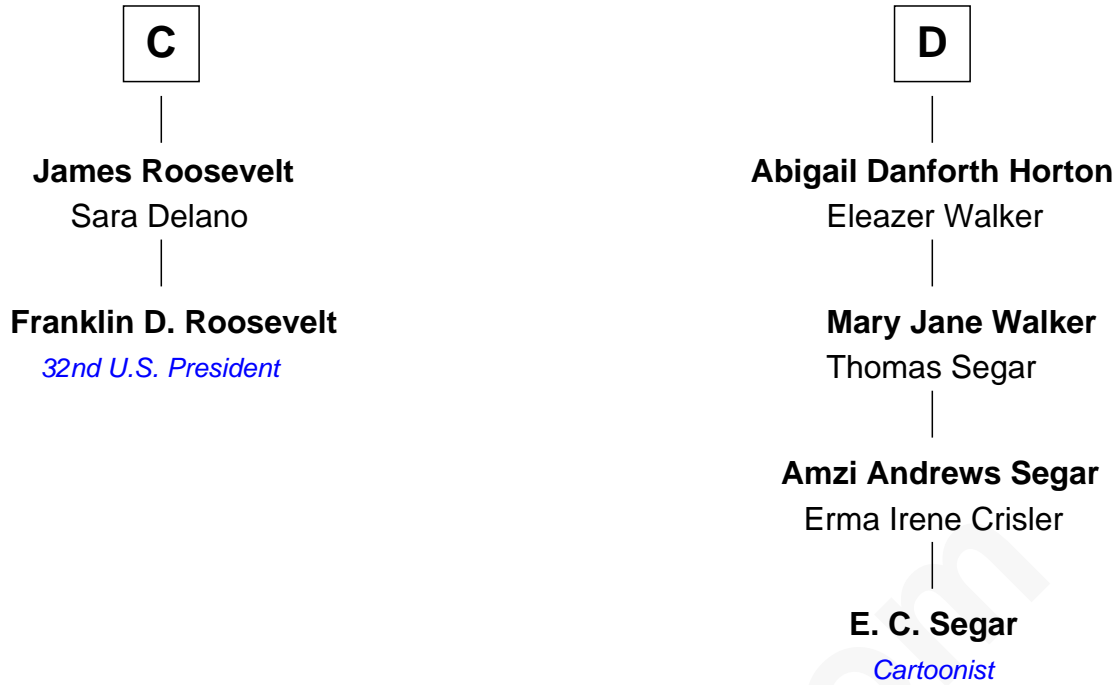 C
James Roosevelt
Sara Delano
Franklin D. Roosevelt
32nd U.S. President
D
Abigail Danforth Horton
Eleazer Walker
Mary Jane Walker
Thomas Segar
Amzi Andrews Segar
Erma Irene Crisler
E. C. Segar
Cartoonist